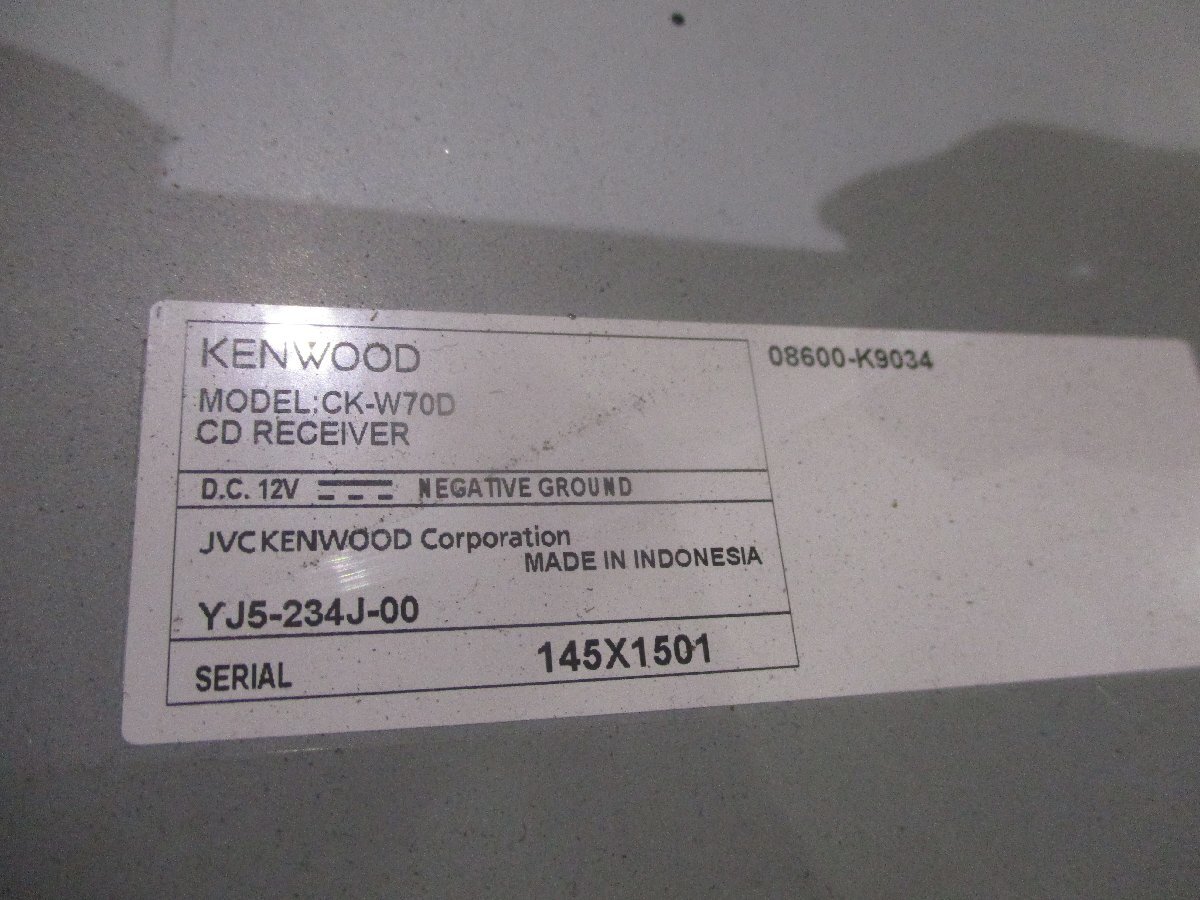 KENWOOD
MODEL:CK-W70D
CD RECEIVER
D.C. 12V NEGATIVE GROUND
JVCKENWOOD Corporation
MADE IN INDONESIA
YJ5-234J-00
SERIAL 145X1501
08600-K9034